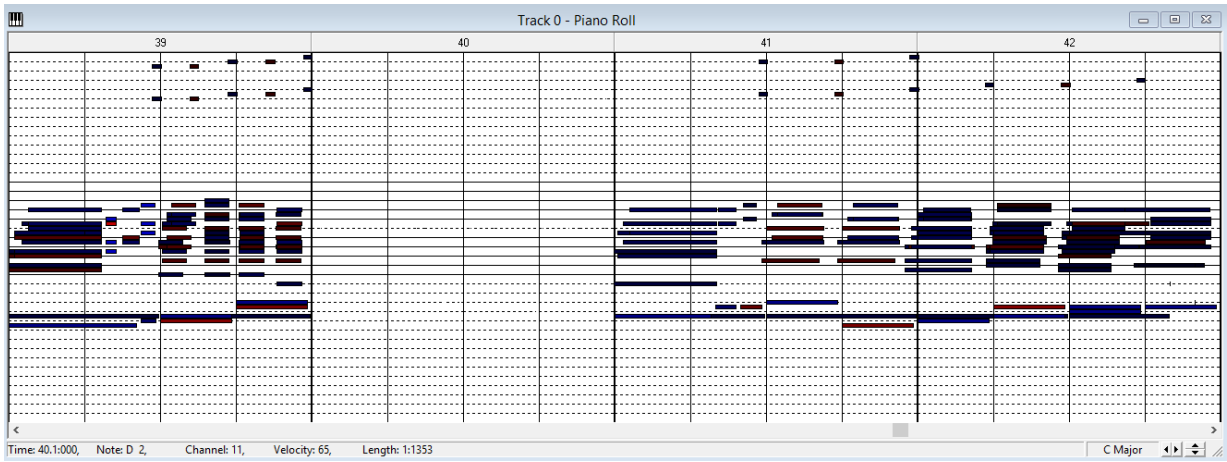 Track 0 - Piano Roll
39 40 41 42
Time: 40.1:000, Note: D 2, Channel: 11, Velocity: 65, Length: 1:1353 C Major